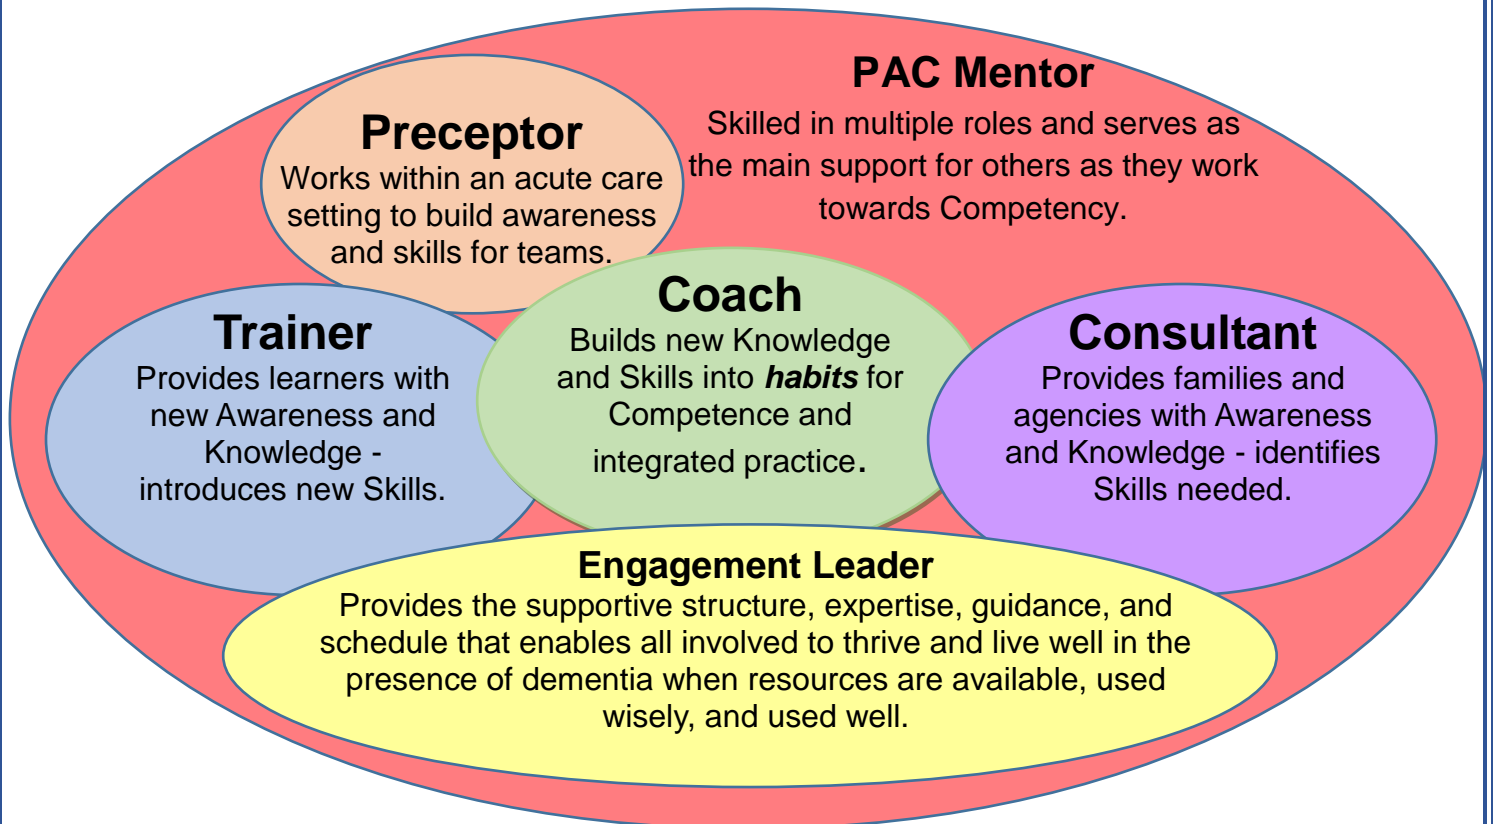 PAC Mentor
Skilled in multiple roles and serves as
the main support for others as they work
towards Competency.
Preceptor
Works within an acute care
setting to build awareness
and skills for teams.
Trainer
Provides learners with
new Awareness and
Knowledge -
introduces new Skills.
Coach
Builds new Knowledge
and Skills into habits for
Competence and
integrated practice.
Consultant
Provides families and
agencies with Awareness
and Knowledge - identifies
Skills needed.
Engagement Leader
Provides the supportive structure, expertise, guidance, and
schedule that enables all involved to thrive and live well in the
presence of dementia when resources are available, used
wisely, and used well.